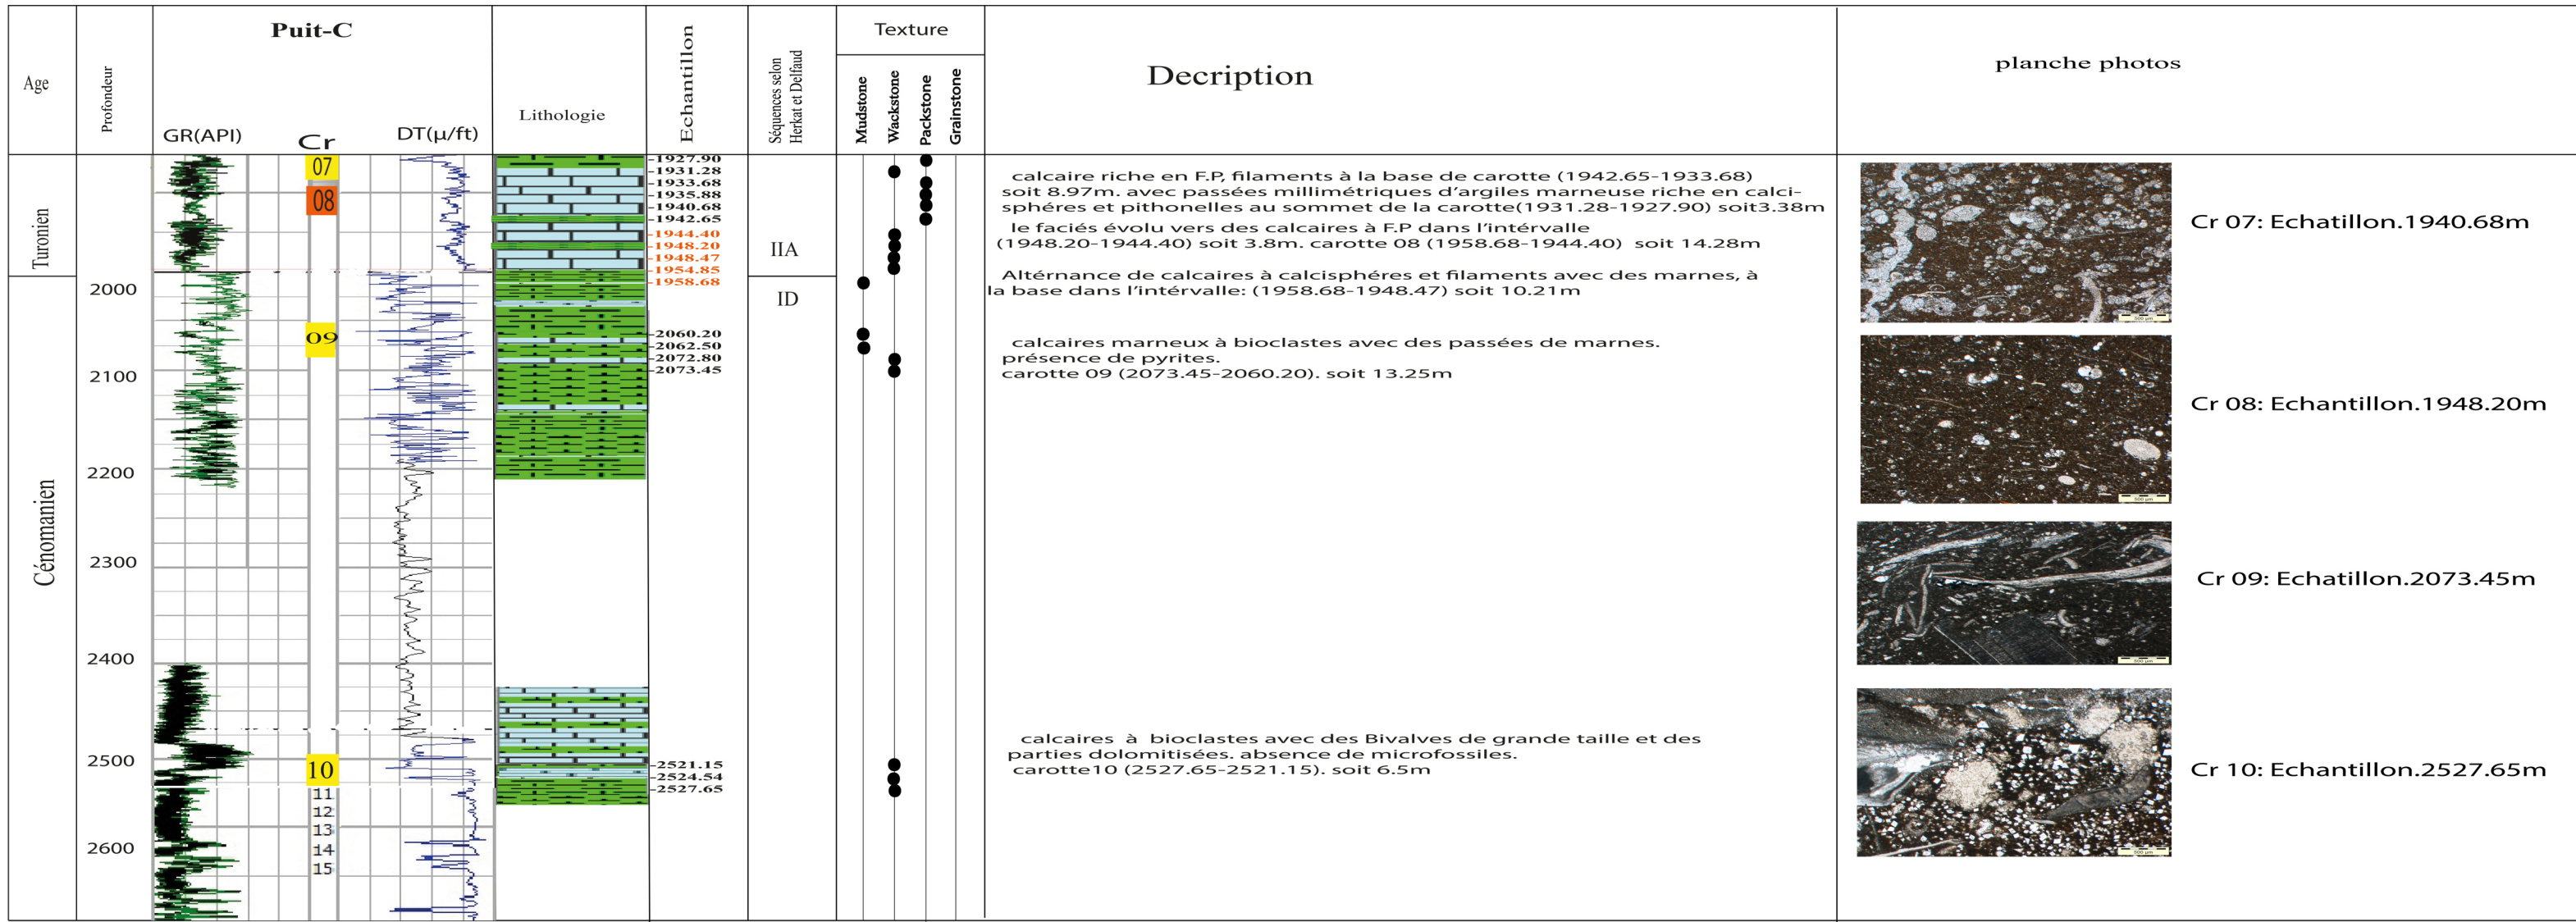 Puit-C
Age
Profondeur
GR(API)
Cr
DT(µ/ft)
Lithologie
Echantillon
Séquences selon
Herkat et Delfaud
Texture
Mudstone
Wackstone
Packstone
Grainstone
Decription
planche photos
Turonien
Cénomanien
2000
2100
2200
2300
2400
2500
2600
07
08
09
10
11
12
13
14
15
-1927.90
-1931.28
-1933.68
-1935.88
-1940.68
-1942.65
-1944.40
-1948.20
-1948.47
-1954.85
-1958.68
-2060.20
-2062.50
-2072.80
-2073.45
-2521.15
-2524.54
-2527.65
IIA
ID
calcaire riche en F.P, filaments à la base de carotte (1942.65-1933.68)
soit 8.97m. avec passées millimétriques d'argiles marneuse riche en calci-
sphéres et pithonelles au sommet de la carotte(1931.28-1927.90) soit3.38m
le faciés évolu vers des calcaires à F.P dans l'intérvalle
(1948.20-1944.40) soit 3.8m. carotte 08 (1958.68-1944.40) soit 14.28m
Altérnance de calcaires à calcisphéres et filaments avec des marnes, à
la base dans l'intérvalle: (1958.68-1948.47) soit 10.21m
calcaires marneux à bioclastes avec des passées de marnes.
présence de pyrites.
carotte 09 (2073.45-2060.20). soit 13.25m
calcaires à bioclastes avec des Bivalves de grande taille et des
parties dolomitisées. absence de microfossiles.
carotte10 (2527.65-2521.15). soit 6.5m
Cr 07: Echatillon.1940.68m
Cr 08: Echantillon.1948.20m
Cr 09: Echatillon.2073.45m
Cr 10: Echantillon.2527.65m
500 µm
500 µm
500 µm
500 µm